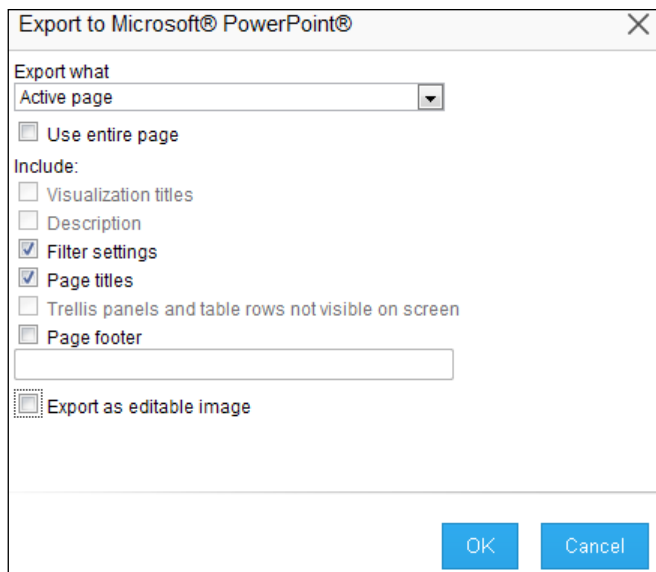 Export to Microsoft® PowerPoint®
Export what
Active page
Use entire page
Include:
Visualization titles
Description
Filter settings
Page titles
Trellis panels and table rows not visible on screen
Page footer
Export as editable image
OK Cancel